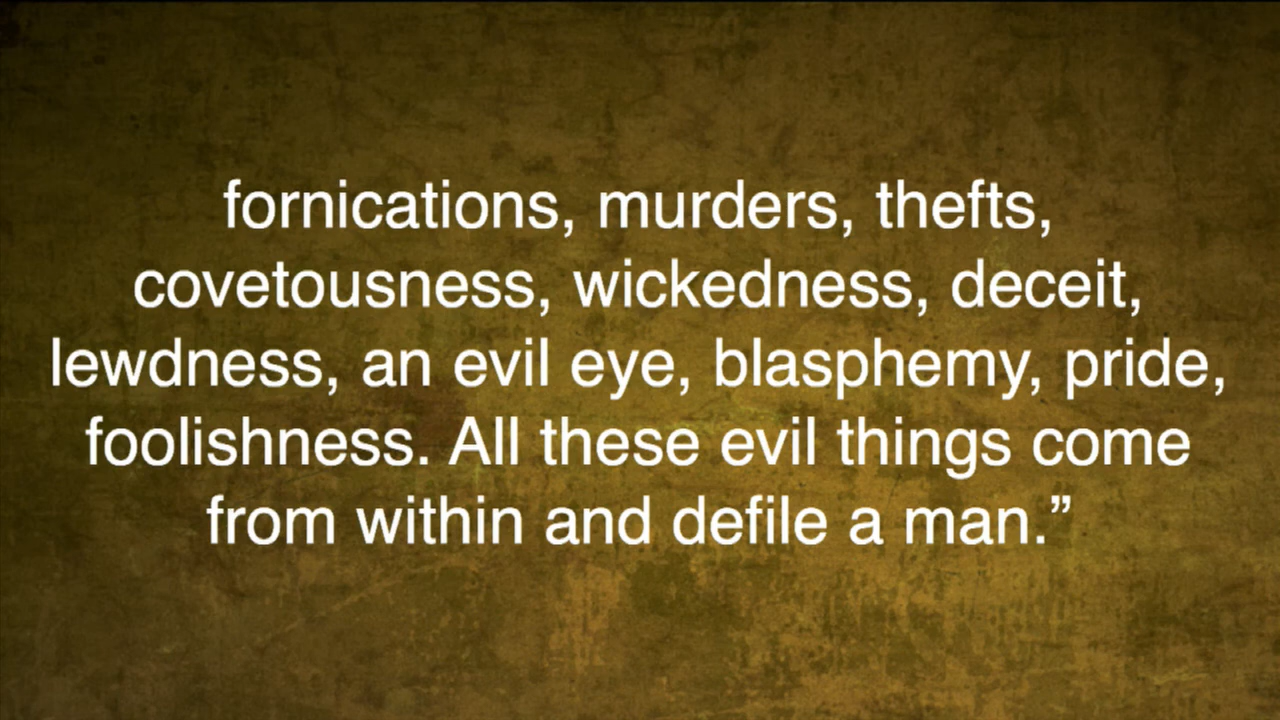 fornications, murders, thefts,
covetousness, wickedness, deceit,
lewdness, an evil eye, blasphemy, pride,
foolishness. All these evil things come
from within and defile a man.”